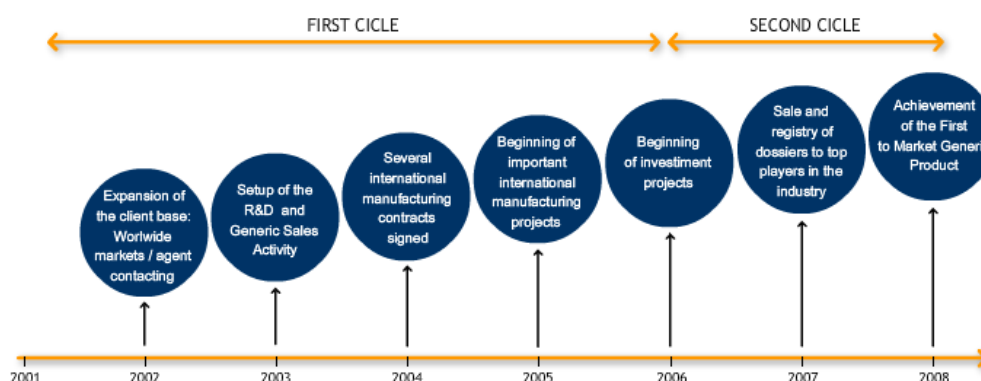 FIRST CICLE
SECOND CICLE
Expansion of
the client base:
Worlwide
markets / agent
contacting
Setup of the
R&D and
Generic Sales
Activity
Several
international
manufacturing
contracts
signed
Beginning of
important
international
manufacturing
projects
Beginning
of investiment
projects
Sale and
registry of
dossiers to top
players in the
industry
Achievement
of the First
to Market Generi
Product
2001
2002
2003
2004
2005
2006
2007
2008